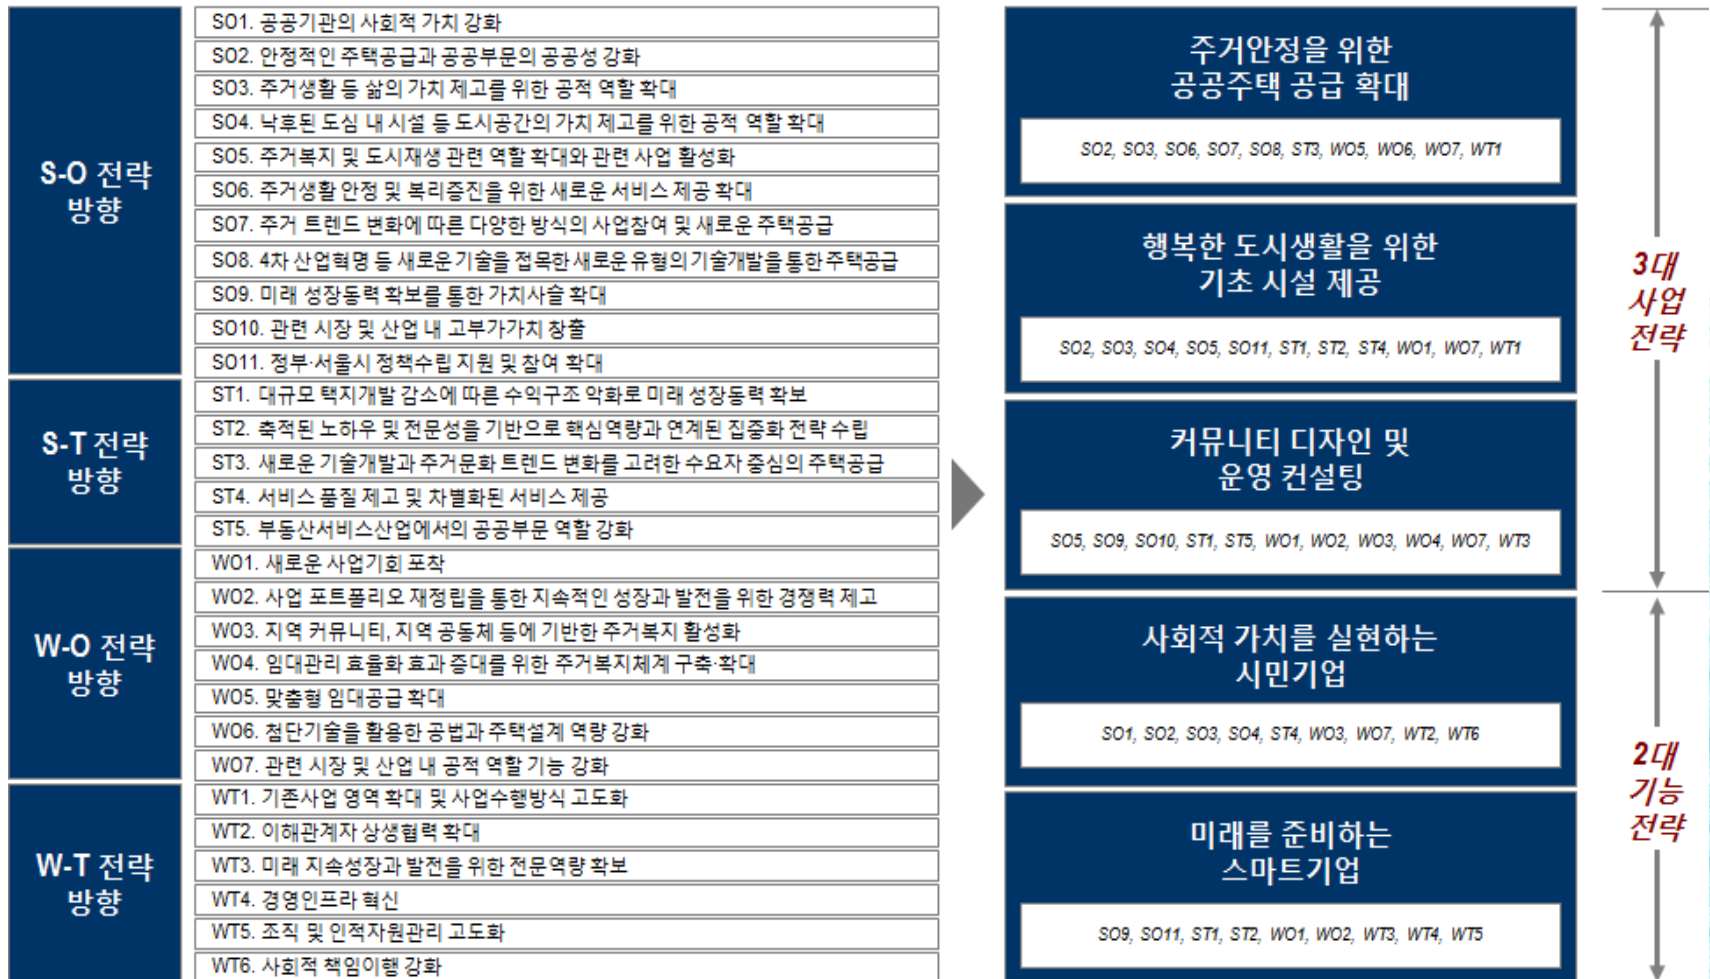 S-O 전략
방향
SO1. 공공기관의 사회적 가치 강화
SO2. 안정적인 주택공급과 공공부문의 공공성 강화
SO3. 주거생활 등 삶의 가치 제고를 위한 공적 역할 확대
SO4. 낙후된 도심 내 시설 등 도시공간의 가치 제고를 위한 공적 역할 확대
SO5. 주거복지 및 도시재생 관련 역할 확대와 관련 사업 활성화
SO6. 주거생활 안정 및 복리증진을 위한 새로운 서비스 제공 확대
SO7. 주거 트렌드 변화에 따른 다양한 방식의 사업참여 및 새로운 주택공급
SO8. 4차 산업혁명 등 새로운 기술을 접목한 새로운 유형의 기술개발을 통한 주택공급
SO9. 미래 성장동력 확보를 통한 가치사슬 확대
SO10. 관련 시장 및 산업 내 고부가가치 창출
SO11. 정부·서울시 정책수립 지원 및 참여 확대
S-T 전략
방향
ST1. 대규모 택지개발 감소에 따른 수익구조 악화로 미래 성장동력 확보
ST2. 축적된 노하우 및 전문성을 기반으로 핵심역량과 연계된 집중화 전략 수립
ST3. 새로운 기술개발과 주거문화 트렌드 변화를 고려한 수요자 중심의 주택공급
ST4. 서비스 품질 제고 및 차별화된 서비스 제공
ST5. 부동산서비스산업에서의 공공부문 역할 강화
W-O 전략
방향
WO1. 새로운 사업기회 포착
WO2. 사업 포트폴리오 재정립을 통한 지속적인 성장과 발전을 위한 경쟁력 제고
WO3. 지역 커뮤니티, 지역 공동체 등에 기반한 주거복지 활성화
WO4. 임대관리 효율화 효과 증대를 위한 주거복지체계 구축·확대
WO5. 맞춤형 임대공급 확대
WO6. 첨단기술을 활용한 공법과 주택설계 역량 강화
WO7. 관련 시장 및 산업 내 공적 역할 기능 강화
W-T 전략
방향
WT1. 기존사업 영역 확대 및 사업수행방식 고도화
WT2. 이해관계자 상생협력 확대
WT3. 미래 지속성장과 발전을 위한 전문역량 확보
WT4. 경영인프라 혁신
WT5. 조직 및 인적자원관리 고도화
WT6. 사회적 책임이행 강화
주거안정을 위한
공공주택 공급 확대
SO2, SO3, SO6, SO7, SO8, ST3, WO5, WO6, WO7, WT1
행복한 도시생활을 위한
기초 시설 제공
SO2, SO3, SO4, SO5, SO11, ST1, ST2, ST4, WO1, WO7, WT1
커뮤니티 디자인 및
운영 컨설팅
SO5, SO9, SO10, ST1, ST5, WO1, WO2, WO3, WO4, WO7, WT3
사회적 가치를 실현하는
시민기업
SO1, SO2, SO3, SO4, ST4, WO3, WO7, WT2, WT6
미래를 준비하는
스마트기업
SO9, SO11, ST1, ST2, WO1, WO2, WT3, WT4, WT5
3대
사업
전략
2대
기능
전략